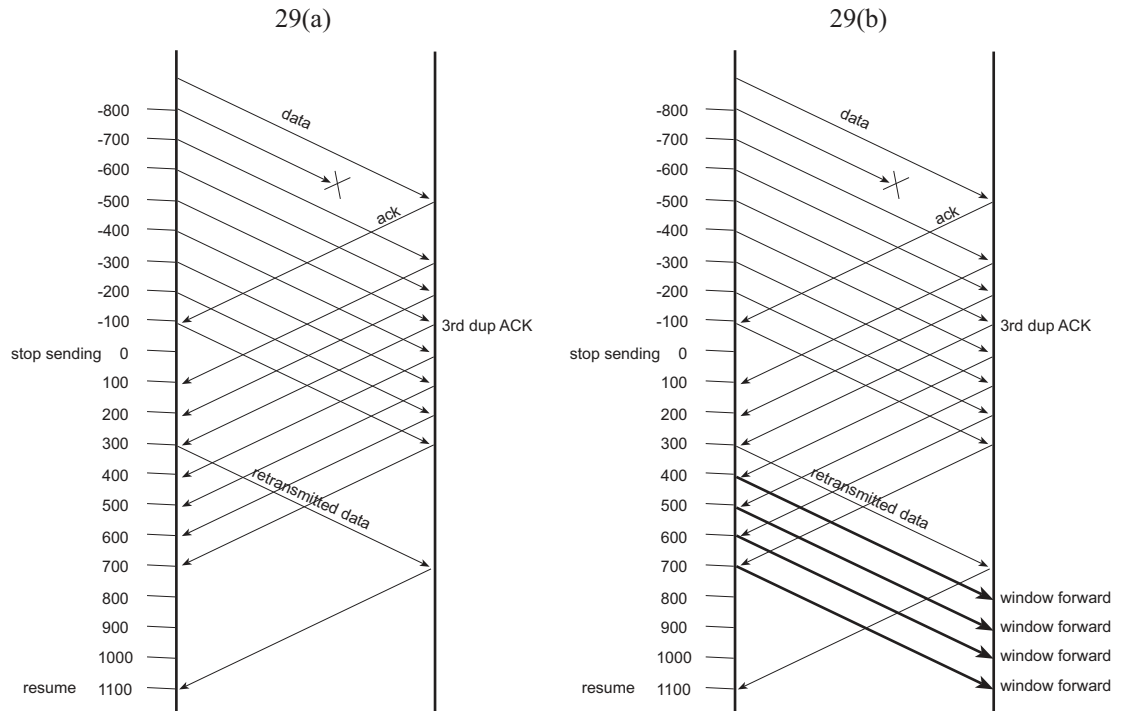 29(a)
data
-800
-700
-600
-500
ack
-400
-300
-200
-100
3rd dup ACK
stop sending 0
100
200
300
400
retransmitted data
500
600
700
800
900
1000
resume 1100
29(b)
data
-800
-700
-600
-500
ack
-400
-300
-200
-100
3rd dup ACK
stop sending 0
100
200
300
400
retransmitted data
500
600
700
800
window forward
900
window forward
1000
window forward
resume 1100
window forward